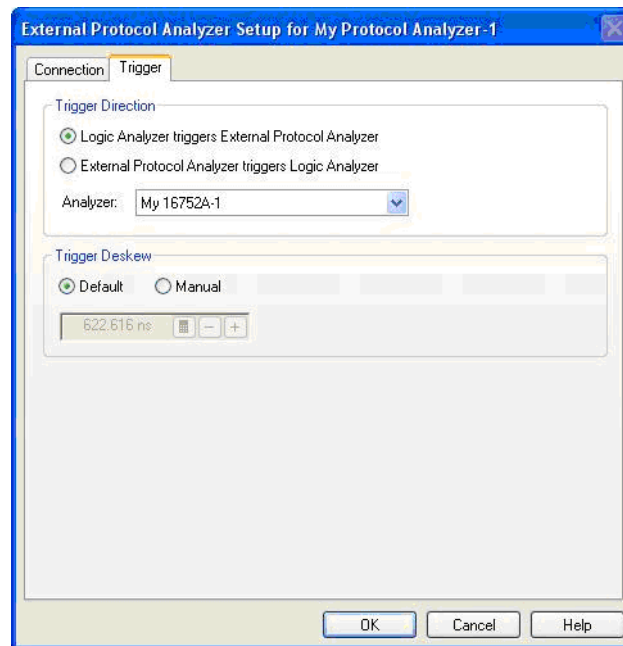 External Protocol Analyzer Setup for My Protocol Analyzer-1
Connection Trigger
Trigger Direction
Logic Analyzer triggers External Protocol Analyzer
External Protocol Analyzer triggers Logic Analyzer
Analyzer: My 16752A-1
Trigger Deskew
Default Manual
622.616 ns
OK Cancel Help